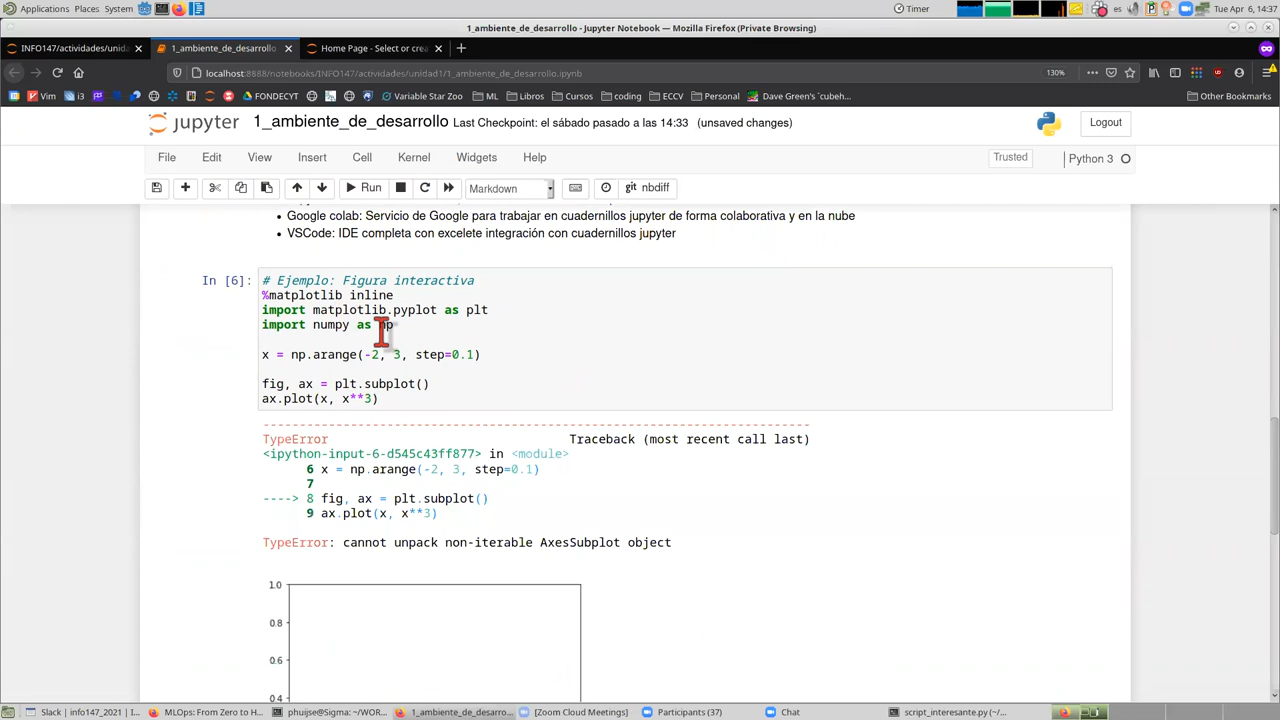 Applications Places System
Timer
es
Tue Apr 6, 14:37
1_ambiente_de_desarrollo - Jupyter Notebook — Mozilla Firefox (Private Browsing)
INFO147/actividades/unida
1_ambiente_de_desarrollo
Home Page - Select or crea
localhost:8888/notebooks/INFO147/actividades/unidad1/1_ambiente_de_desarrollo.ipynb
130%
Vim
i3
FONDECYT
Variable Star Zoo
ML
Libros
Cursos
coding
ECCV
Personal
Dave Green's 'cubeh…
Other Bookmarks
jupyter 1_ambiente_de_desarrollo Last Checkpoint: el sábado pasado a las 14:33 (unsaved changes)
Logout
File Edit View Insert Cell Kernel Widgets Help
Trusted
Python 3
Run
Markdown
git nbdiff
• Google colab: Servicio de Google para trabajar en cuadernillos jupyter de forma colaborativa y en la nube
• VSCode: IDE completa con excelete integración con cuadernillos jupyter
In [6]:
# Ejemplo: Figura interactiva
%matplotlib inline
import matplotlib.pyplot as plt
import numpy as np
x = np.arange(-2, 3, step=0.1)
fig, ax = plt.subplot()
ax.plot(x, x**3)
---------------------------------------------------------------------------
TypeError Traceback (most recent call last)
<ipython-input-6-d545c43ff877> in <module>
6 x = np.arange(-2, 3, step=0.1)
7
----> 8 fig, ax = plt.subplot()
9 ax.plot(x, x**3)
TypeError: cannot unpack non-iterable AxesSubplot object
1.0
0.8
0.6
0.4
Slack | info147_2021 | I...
MLOps: From Zero to H...
phuijse@Sigma: ~/WOR...
1_ambiente_de_desarro...
[Zoom Cloud Meetings]
Participants (37)
Chat
script_interesante.py (~/...